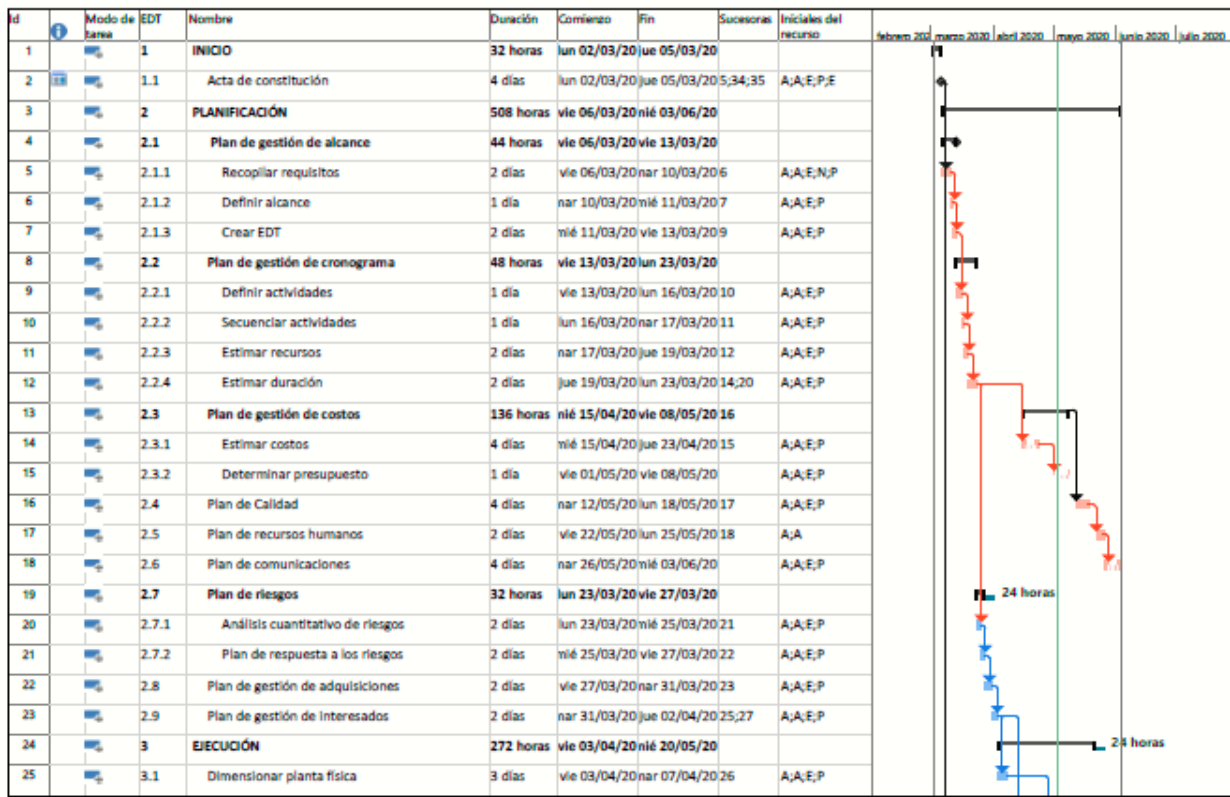 Id Modo de tarea EDT Nombre Duración Comienzo Fin Sucesoras Iniciales del recurso febrero 202 marzo 2020 abril 2020 mayo 2020 junio 2020 julio 2020
1 1 INICIO 32 horas lun 02/03/20 jue 05/03/20
2 1.1 Acta de constitución 4 días lun 02/03/20 jue 05/03/20 5;34;35 A;A;E;P;E
3 2 PLANIFICACIÓN 508 horas vie 06/03/20 nié 03/06/20
4 2.1 Plan de gestión de alcance 44 horas vie 06/03/20 vie 13/03/20
5 2.1.1 Recopilar requisitos 2 días vie 06/03/20 nar 10/03/20 6 A;A;E;N;P
6 2.1.2 Definir alcance 1 día nar 10/03/20 mié 11/03/20 7 A;A;E;P
7 2.1.3 Crear EDT 2 días mié 11/03/20 vie 13/03/20 9 A;A;E;P
8 2.2 Plan de gestión de cronograma 48 horas vie 13/03/20 lun 23/03/20
9 2.2.1 Definir actividades 1 día vie 13/03/20 lun 16/03/20 10 A;A;E;P
10 2.2.2 Secuenciar actividades 1 día lun 16/03/20 nar 17/03/20 11 A;A;E;P
11 2.2.3 Estimar recursos 2 días nar 17/03/20 jue 19/03/20 12 A;A;E;P
12 2.2.4 Estimar duración 2 días jue 19/03/20 lun 23/03/20 14;20 A;A;E;P
13 2.3 Plan de gestión de costos 136 horas nié 15/04/20 vie 08/05/20 16
14 2.3.1 Estimar costos 4 días mié 15/04/20 jue 23/04/20 15 A;A;E;P
15 2.3.2 Determinar presupuesto 1 día vie 01/05/20 vie 08/05/20 A;A;E;P
16 2.4 Plan de Calidad 4 días nar 12/05/20 lun 18/05/20 17 A;A;E;P
17 2.5 Plan de recursos humanos 2 días vie 22/05/20 lun 25/05/20 18 A;A
18 2.6 Plan de comunicaciones 4 días nar 26/05/20 mié 03/06/20 A;A;E;P
19 2.7 Plan de riesgos 32 horas lun 23/03/20 vie 27/03/20 24 horas
20 2.7.1 Análisis cuantitativo de riesgos 2 días lun 23/03/20 mié 25/03/20 21 A;A;E;P
21 2.7.2 Plan de respuesta a los riesgos 2 días mié 25/03/20 vie 27/03/20 22 A;A;E;P
22 2.8 Plan de gestión de adquisiciones 2 días vie 27/03/20 nar 31/03/20 23 A;A;E;P
23 2.9 Plan de gestión de interesados 2 días nar 31/03/20 jue 02/04/20 25;27 A;A;E;P
24 3 EJECUCIÓN 272 horas vie 03/04/20 nié 20/05/20 24 horas
25 3.1 Dimensionar planta física 3 días vie 03/04/20 nar 07/04/20 26 A;A;E;P